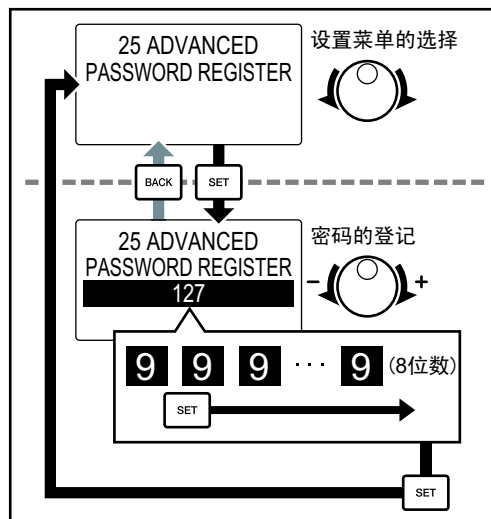 25 ADVANCED
PASSWORD REGISTER
设置菜单的选择
BACK
SET
25 ADVANCED
PASSWORD REGISTER
127
密码的登记
- +
9 9 9 ··· 9 (8位数)
SET
SET